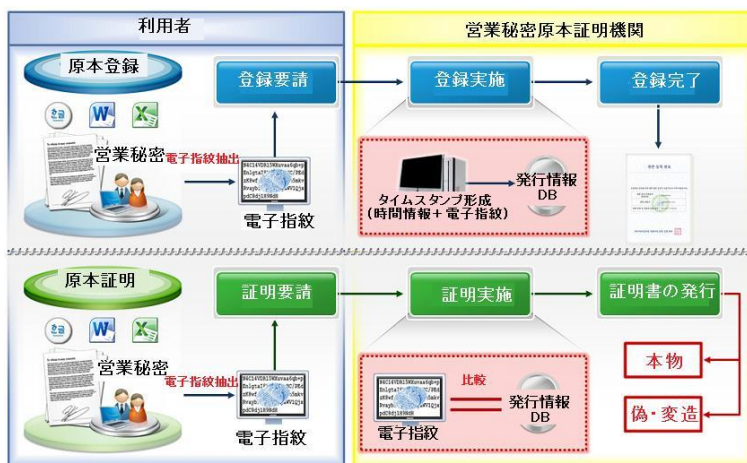 利用者
営業秘密原本証明機関
原本登録
登録要請
登録実施
登録完了
한글
W
X
営業秘密
電子指紋抽出
電子指紋
タイムスタンプ形成
(時間情報＋電子指紋)
発行情報
DB
原本証明
証明要請
証明実施
証明書の発行
한글
W
X
営業秘密
電子指紋抽出
電子指紋
電子指紋
比較
発行情報
DB
本物
偽・変造